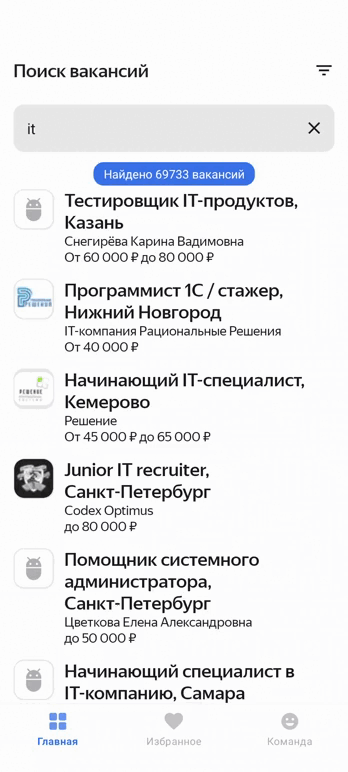 Поиск вакансий
it
Найдено 69733 вакансий
Тестировщик IT-продуктов,
Казань
Снегирёва Карина Вадимовна
От 60 000 ₽ до 80 000 ₽
Программист 1С / стажер,
Нижний Новгород
IT-компания Рациональные Решения
От 40 000 ₽
Начинающий IT-специалист,
Кемерово
Решение
От 45 000 ₽ до 65 000 ₽
Junior IT recruiter,
Санкт-Петербург
Codex Optimus
до 80 000 ₽
Помощник системного
администратора,
Санкт-Петербург
Цветкова Елена Александровна
до 50 000 ₽
Начинающий специалист в
IT-компанию, Самара
Главная
Избранное
Команда